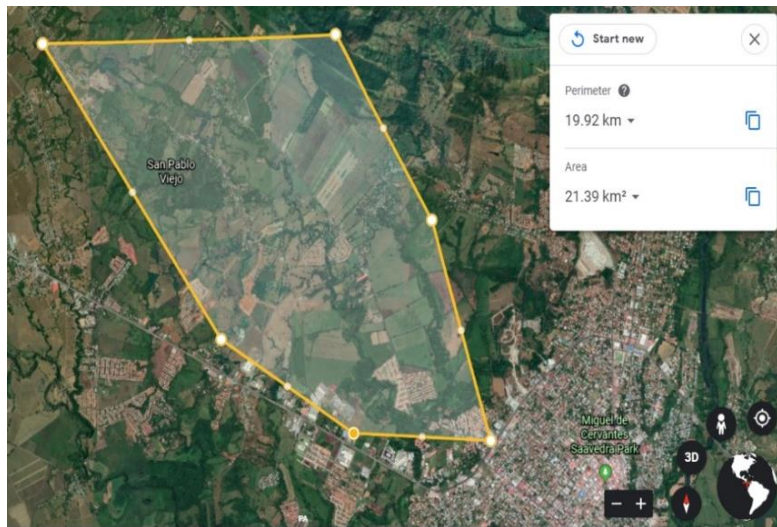 Start new
Perimeter ?
19.92 km
Area
21.39 km²
San Pablo
Viejo
Miguel de
Cervantes
Saavedra Park
3D
PA